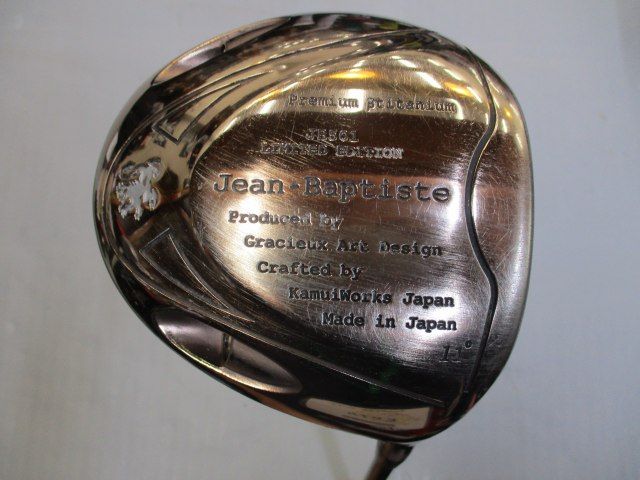 Premium βtitanium
JB501
LIMITED EDITION
Jean-Baptiste
Produced by
Gracieux Art Design
Crafted by
KamuiWorks Japan
Made in Japan
11°